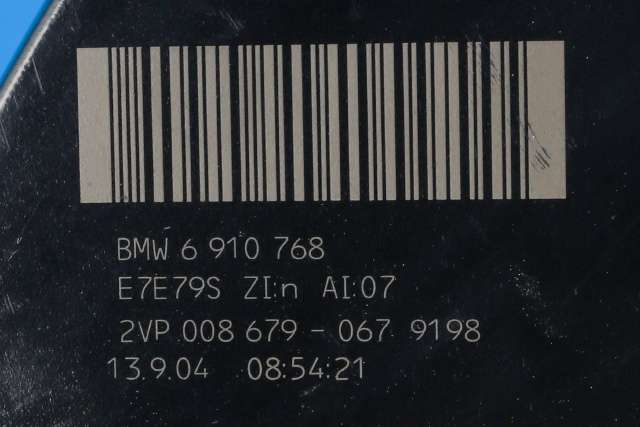 BMW 6 910 768
E7E79S ZI:n AI:07
2VP 008 679 - 067 9198
13.9.04 08:54:21